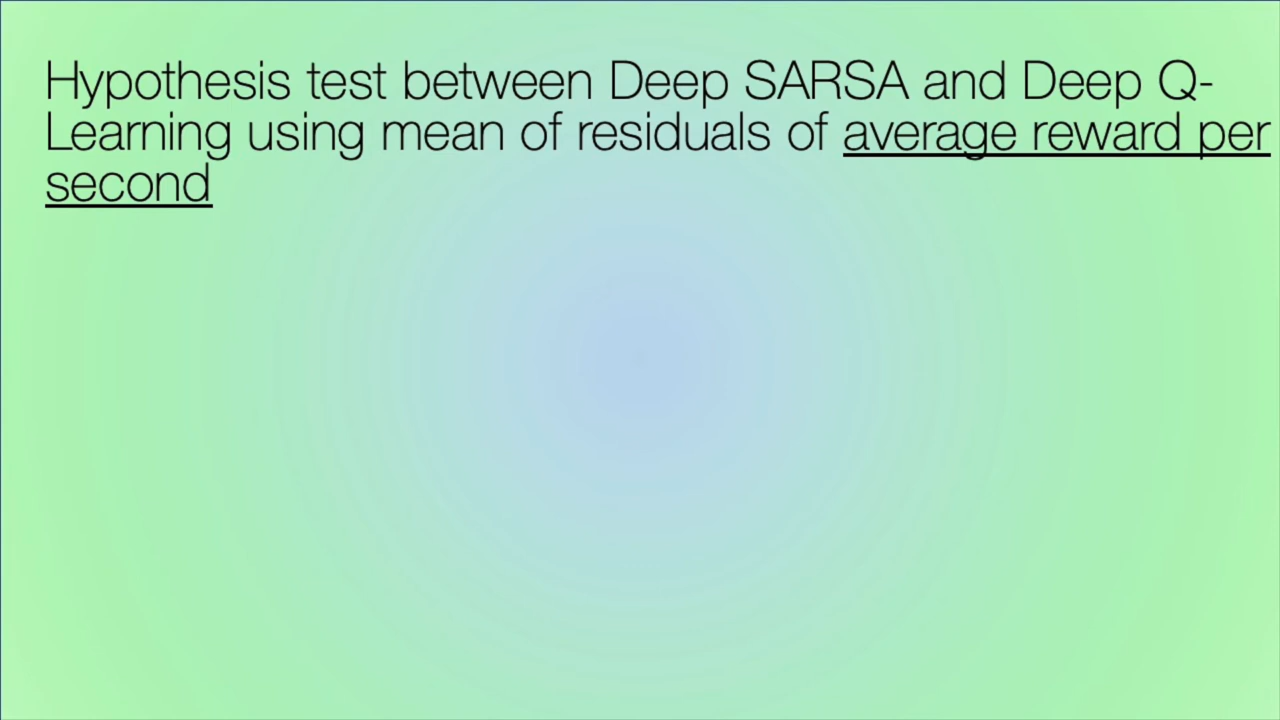 Hypothesis test between Deep SARSA and Deep Q-
Learning using mean of residuals of average reward per
second